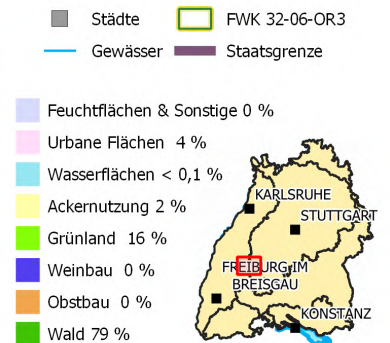 Städte
FWK 32-06-OR3
Gewässer
Staatsgrenze
Feuchtflächen & Sonstige 0 %
Urbane Flächen 4 %
Wasserflächen < 0,1 %
Ackernutzung 2 %
Grünland 16 %
Weinbau 0 %
Obstbau 0 %
Wald 79 %
KARLSRUHE
STUTTGART
FREIBURG IM
BREISGAU
KONSTANZ